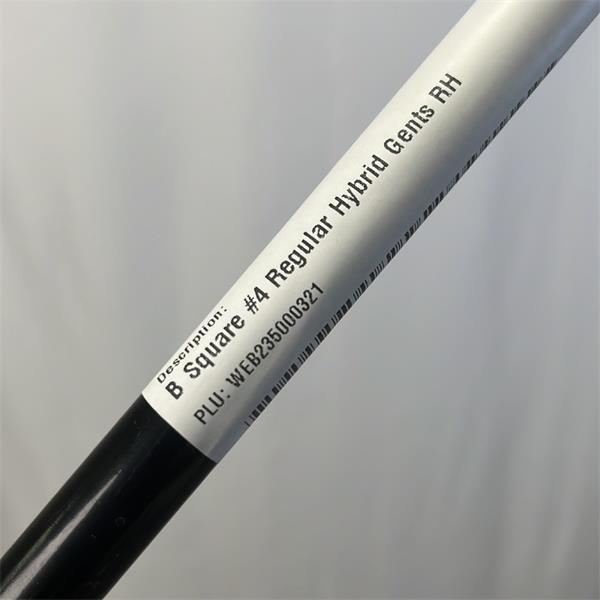 Description:
B Square #4 Regular Hybrid Gents RH
PLU: WEB235000321